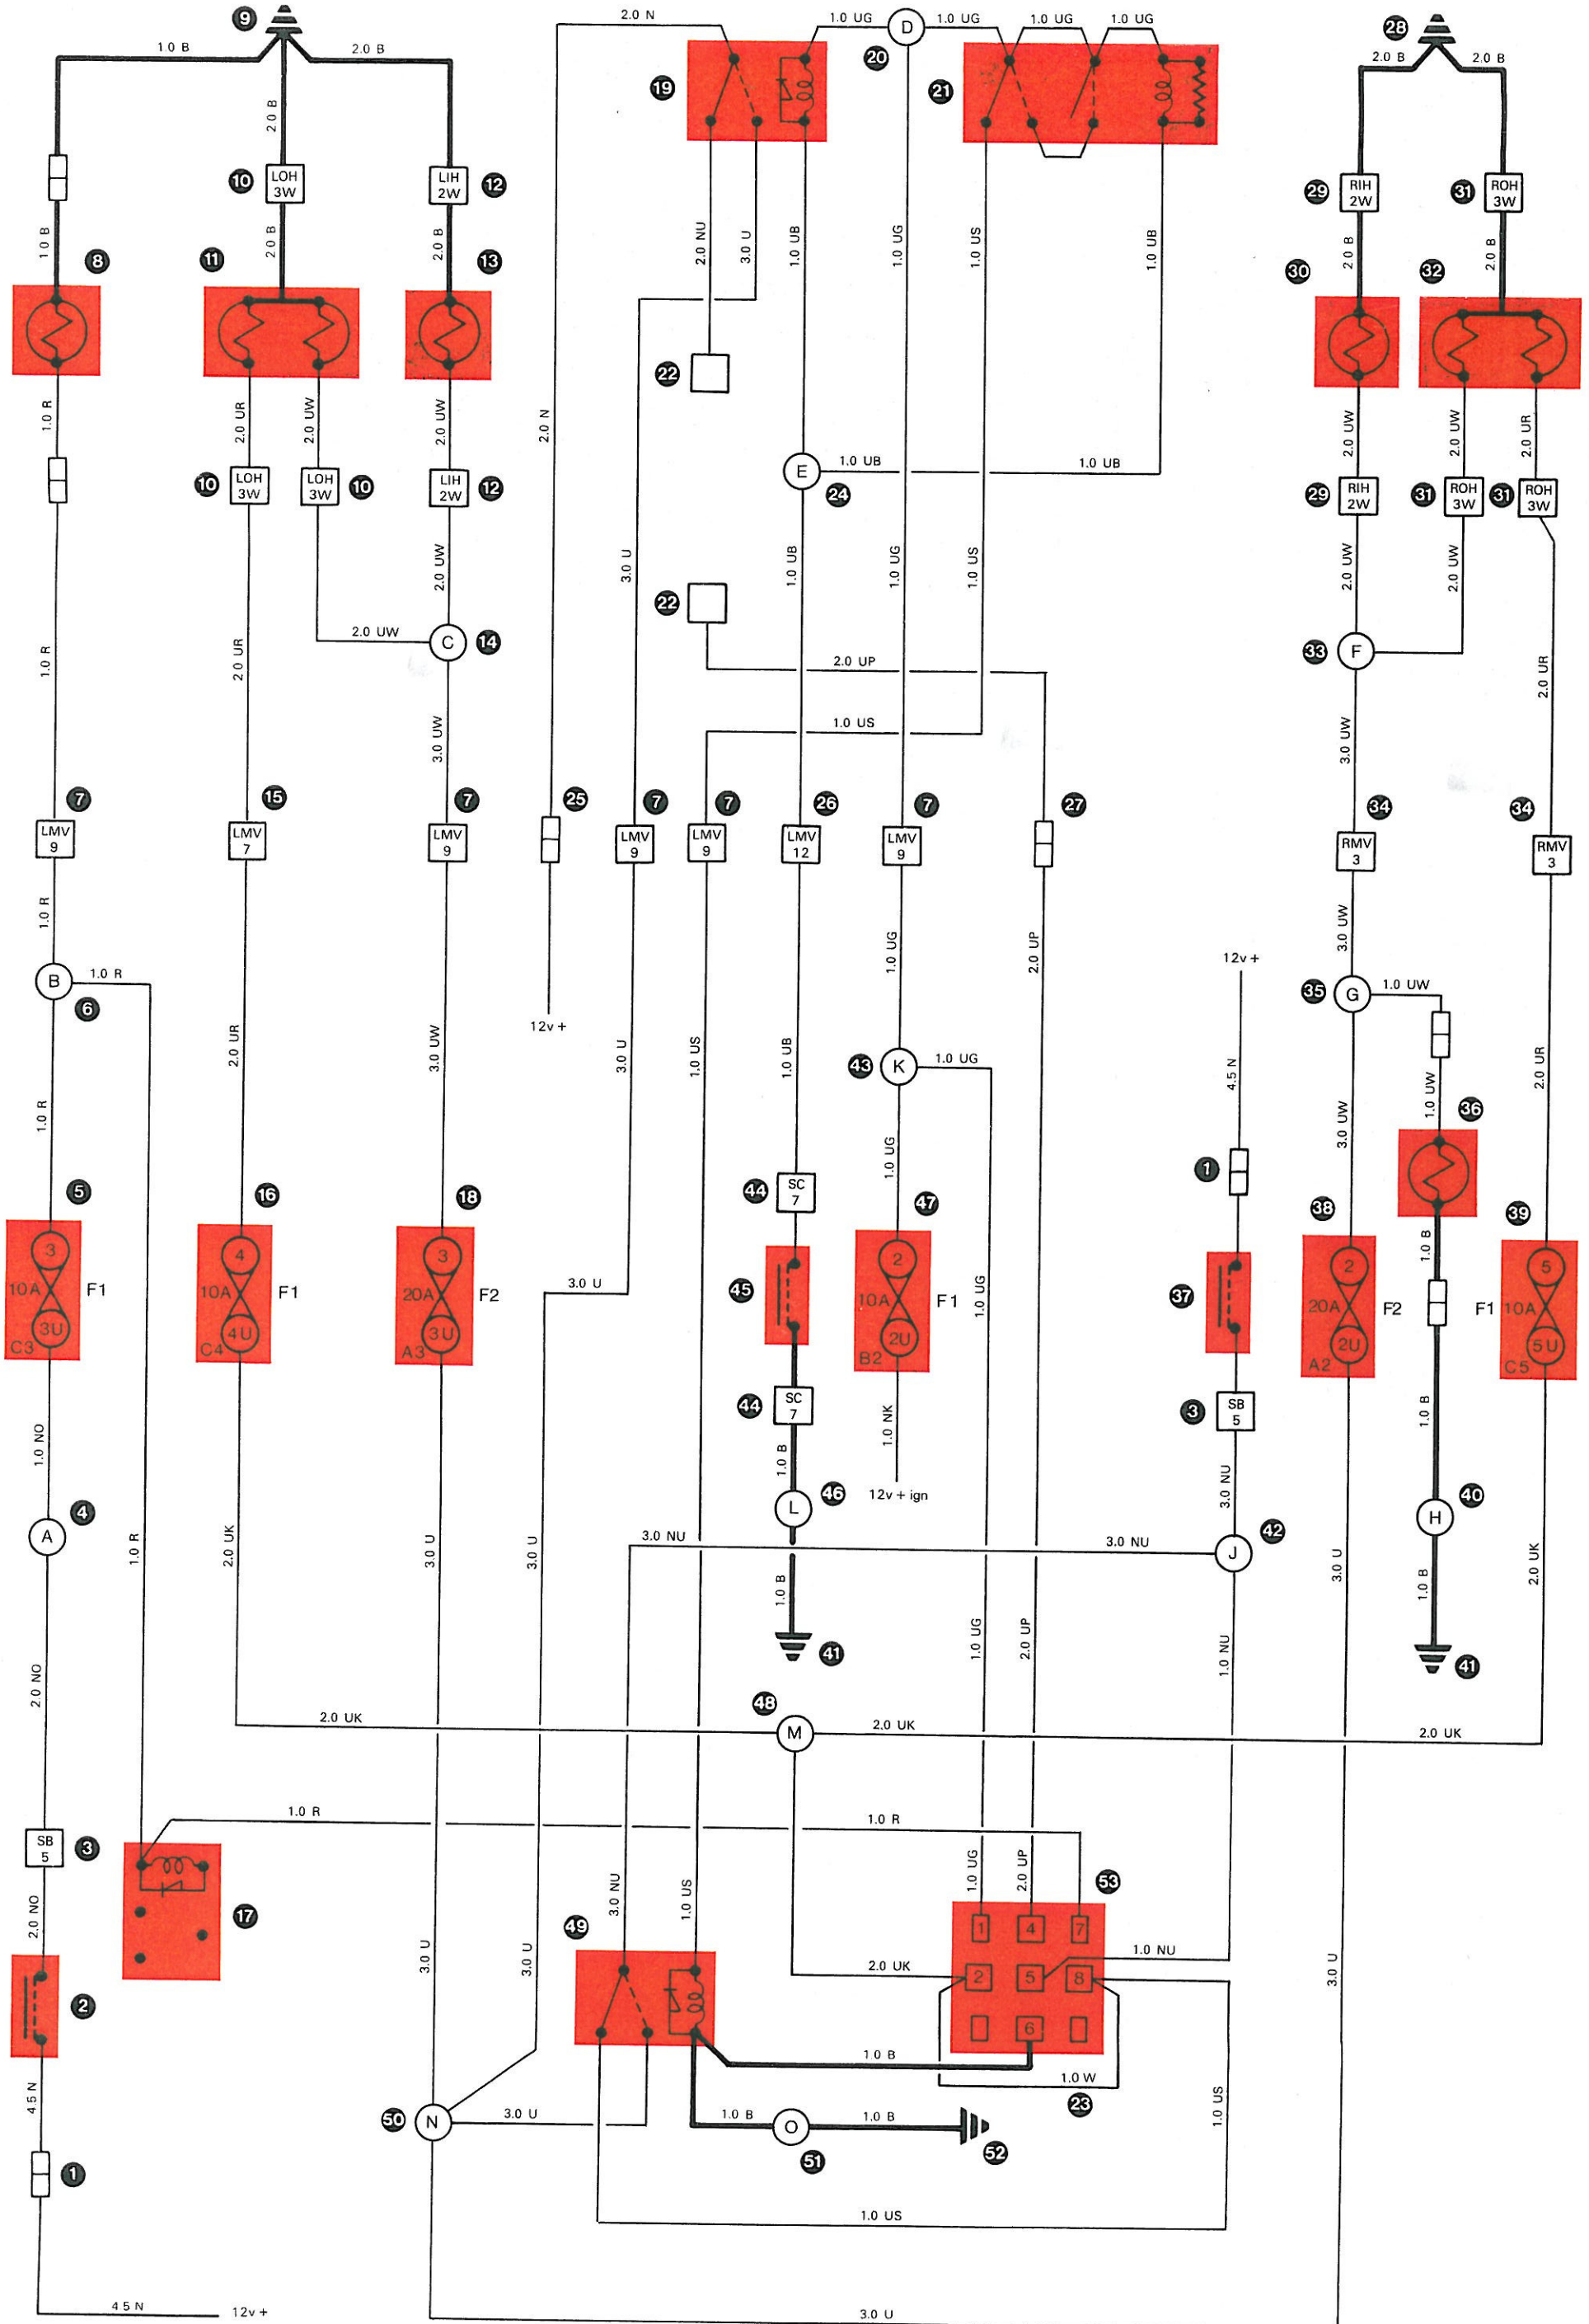 9
1.0 B
2.0 B
2.0 N
1.0 UG
D
1.0 UG
1.0 UG
1.0 UG
20
28
2.0 B
2.0 B
19
21
2.0 B
10
LOH
3W
LIH
2W
12
29
RIH
2W
31
ROH
3W
1.0 B
8
2.0 B
11
2.0 B
13
2.0 NU
3.0 U
1.0 UB
1.0 UG
1.0 US
1.0 UB
30
2.0 B
32
2.0 B
22
1.0 R
2.0 UR
2.0 UW
2.0 UW
2.0 N
2.0 UW
2.0 UW
2.0 UR
10
LOH
3W
LOH
3W
10
LIH
2W
12
E
1.0 UB
1.0 UB
24
29
RIH
2W
31
ROH
3W
31
ROH
3W
2.0 UW
3.0 U
1.0 UB
1.0 UG
1.0 US
2.0 UW
2.0 UW
22
1.0 R
2.0 UR
2.0 UW
C
14
2.0 UP
33
F
2.0 UR
3.0 UW
1.0 US
3.0 UW
7
15
7
25
7
7
26
7
27
34
34
LMV
9
LMV
7
LMV
9
LMV
9
LMV
9
LMV
12
LMV
9
RMV
3
RMV
3
1.0 R
1.0 UG
2.0 UP
3.0 UW
12v +
B
1.0 R
6
35
G
1.0 UW
12v +
2.0 UR
3.0 UW
3.0 U
1.0 US
1.0 UB
43
K
1.0 UG
4.5 N
1.0 UW
2.0 UR
1.0 R
1.0 UG
3.0 UW
36
5
16
18
44
SC
7
47
1
38
39
3
10A
3U
C3
F1
4
10A
4U
C4
F1
3
20A
3U
A3
F2
3.0 U
45
2
10A
2U
B2
F1
1.0 UG
37
2
20A
2U
A2
F2
1.0 B
F1
5
10A
5U
C5
44
SC
7
1.0 NK
3
SB
5
1.0 B
1.0 NO
1.0 B
12v + ign
3.0 NU
4
A
L
46
H
40
1.0 R
2.0 UK
3.0 U
3.0 U
3.0 NU
3.0 NU
J
42
3.0 U
1.0 B
2.0 UK
1.0 B
41
1.0 UG
2.0 UP
1.0 NU
41
2.0 NO
48
2.0 UK
M
2.0 UK
2.0 UK
1.0 R
1.0 R
SB
5
3
2.0 NO
17
3.0 NU
1.0 US
1.0 UG
2.0 UP
53
49
1
4
7
3.0 U
3.0 U
2.0 UK
2
5
8
1.0 NU
3.0 U
2
6
1.0 B
1.0 W
23
4.5 N
50
N
3.0 U
1.0 B
O
1.0 B
51
52
1.0 US
1
1.0 US
4.5 N
12v +
3.0 U